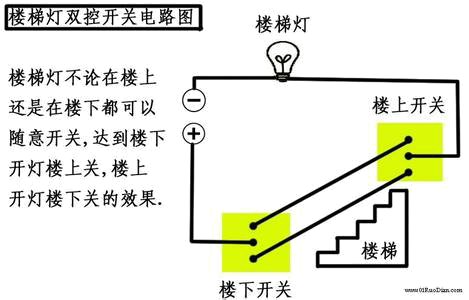 楼梯灯双控开关电路图
楼梯灯
楼梯灯不论在楼上
还是在楼下都可以
随意开关,达到楼下
开灯楼上关,楼上
开灯楼下关的效果.
−
+
楼上开关
楼梯
楼下开关
www.01RuoDian.com